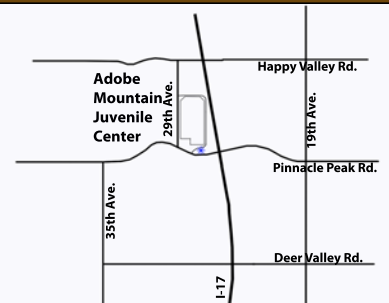 Happy Valley Rd.
Adobe
Mountain
Juvenile
Center
29th Ave.
19th Ave.
Pinnacle Peak Rd.
35th Ave.
Deer Valley Rd.
I-17